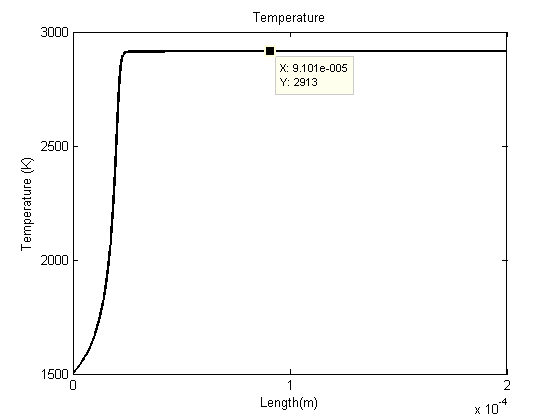 Temperature
3000
2500
2000
1500
Temperature (K)
X: 9.101e-005
Y: 2913
0
1
2
Length(m)
x 10^-4